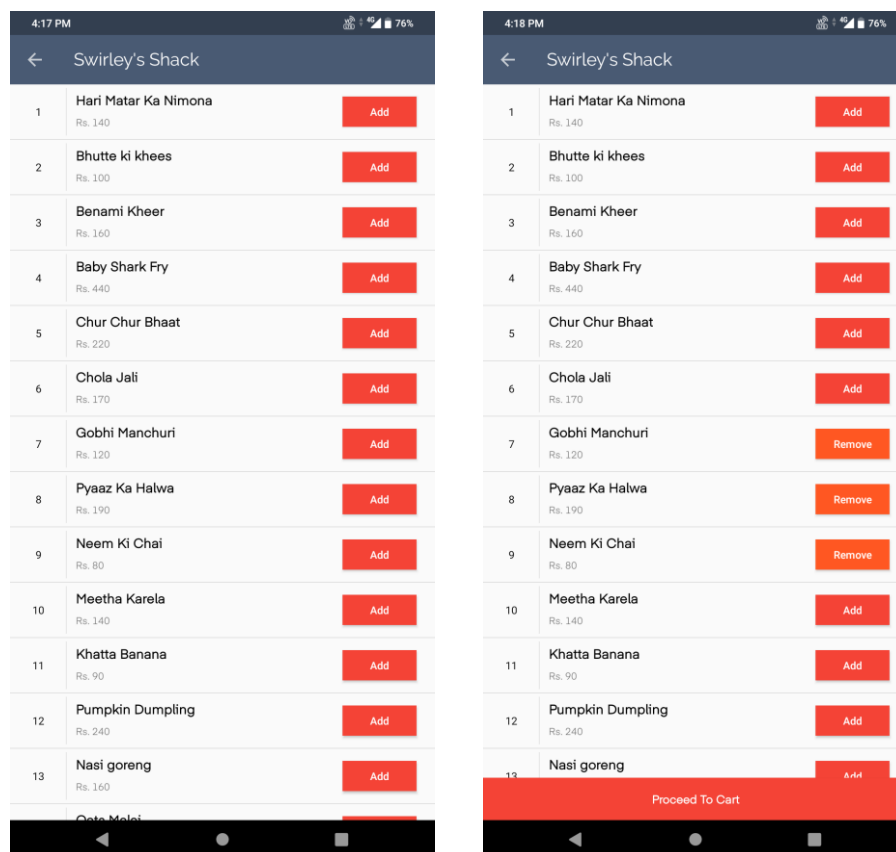 4:17 PM 4G 76%
Swirley's Shack
1 Hari Matar Ka Nimona Add
Rs. 140
2 Bhutte ki khees Add
Rs. 100
3 Benami Kheer Add
Rs. 160
4 Baby Shark Fry Add
Rs. 440
5 Chur Chur Bhaat Add
Rs. 220
6 Chola Jali Add
Rs. 170
7 Gobhi Manchuri Add
Rs. 120
8 Pyaaz Ka Halwa Add
Rs. 190
9 Neem Ki Chai Add
Rs. 80
10 Meetha Karela Add
Rs. 140
11 Khatta Banana Add
Rs. 90
12 Pumpkin Dumpling Add
Rs. 240
13 Nasi goreng Add
Rs. 160
4:18 PM 4G 76%
Swirley's Shack
1 Hari Matar Ka Nimona Add
Rs. 140
2 Bhutte ki khees Add
Rs. 100
3 Benami Kheer Add
Rs. 160
4 Baby Shark Fry Add
Rs. 440
5 Chur Chur Bhaat Add
Rs. 220
6 Chola Jali Add
Rs. 170
7 Gobhi Manchuri Remove
Rs. 120
8 Pyaaz Ka Halwa Remove
Rs. 190
9 Neem Ki Chai Remove
Rs. 80
10 Meetha Karela Add
Rs. 140
11 Khatta Banana Add
Rs. 90
12 Pumpkin Dumpling Add
Rs. 240
13 Nasi goreng Add
Proceed To Cart